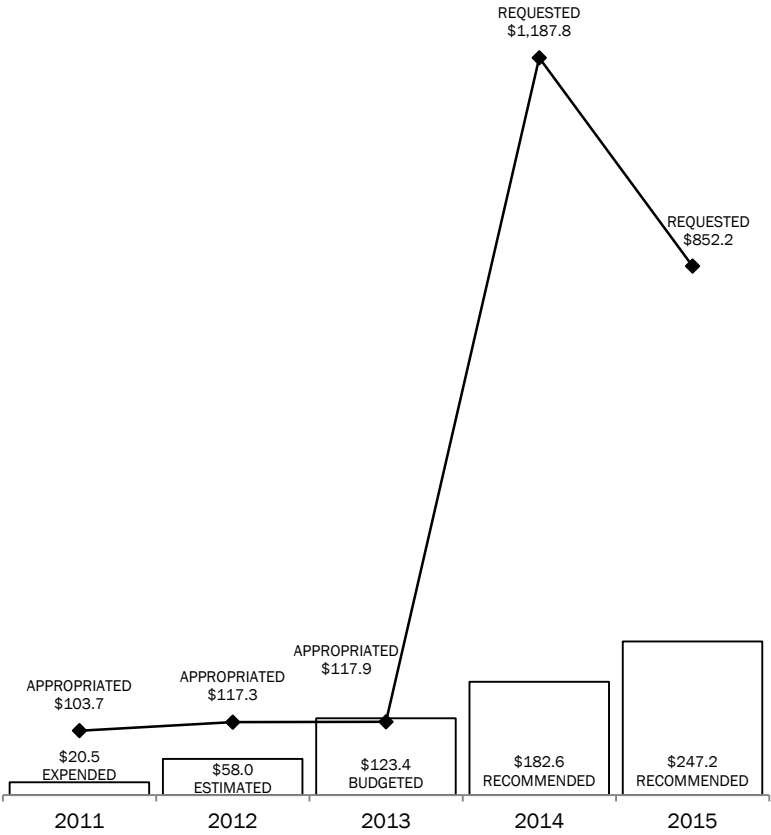 REQUESTED
$1,187.8
REQUESTED
$852.2
APPROPRIATED
$117.9
APPROPRIATED
$117.3
APPROPRIATED
$103.7
$20.5
EXPENDED
$58.0
ESTIMATED
$123.4
BUDGETED
$182.6
RECOMMENDED
$247.2
RECOMMENDED
2011 2012 2013 2014 2015